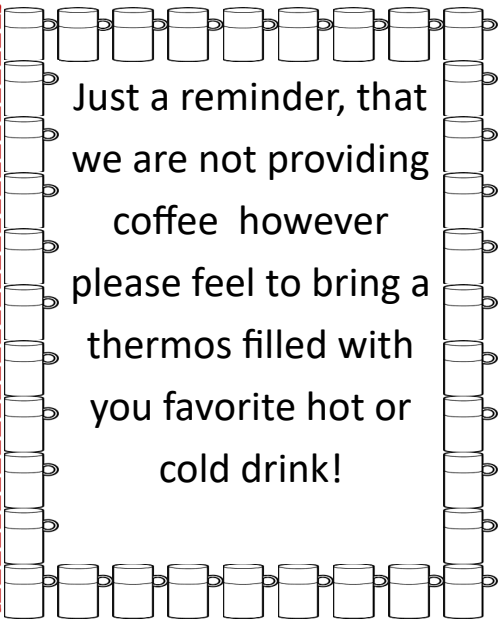 Just a reminder, that
we are not providing
coffee  however
please feel to bring a
thermos filled with
you favorite hot or
cold drink!